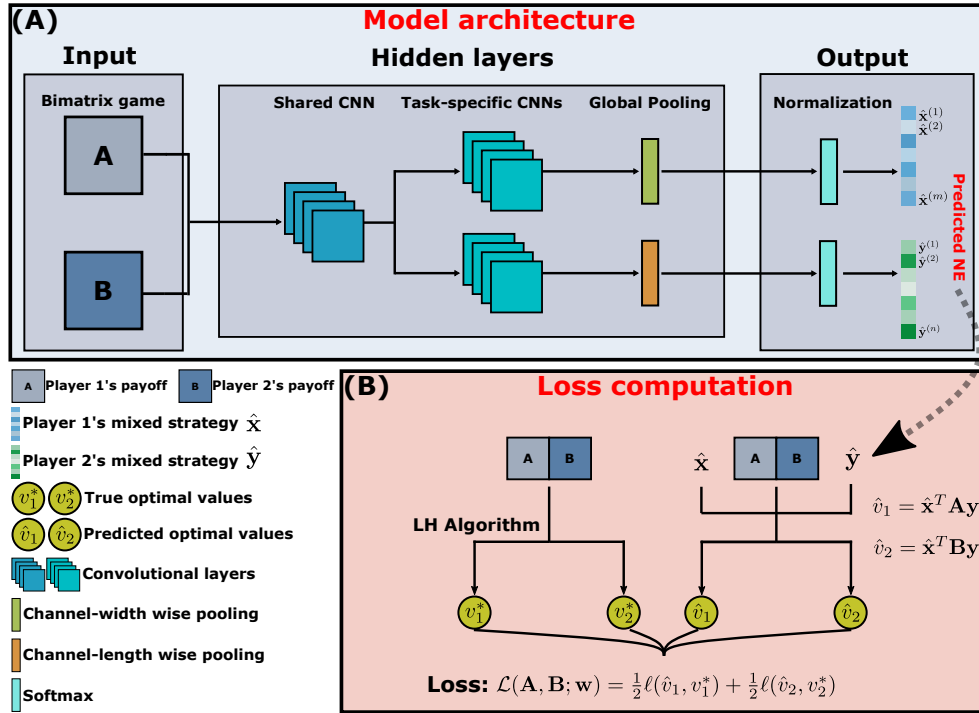 (A)
Model architecture
Input
Hidden layers
Output
Bimatrix game
Shared CNN
Task-specific CNNs
Global Pooling
Normalization
A
B
x̂^(1)
x̂^(2)
x̂^(m)
ŷ^(1)
ŷ^(2)
ŷ^(n)
Predicted NE
A Player 1's payoff
B Player 2's payoff
Player 1's mixed strategy x̂
Player 2's mixed strategy ŷ
v₁* v₂* True optimal values
v̂₁ v̂₂ Predicted optimal values
Convolutional layers
Channel-width wise pooling
Channel-length wise pooling
Softmax
(B)
Loss computation
A B
x̂ A B ŷ
v̂₁ = x̂^T Ay
LH Algorithm
v̂₂ = x̂^T By
v₁* v₂* v̂₁ v̂₂
Loss: ℒ(A, B; w) = ½ℓ(v̂₁, v₁*) + ½ℓ(v̂₂, v₂*)